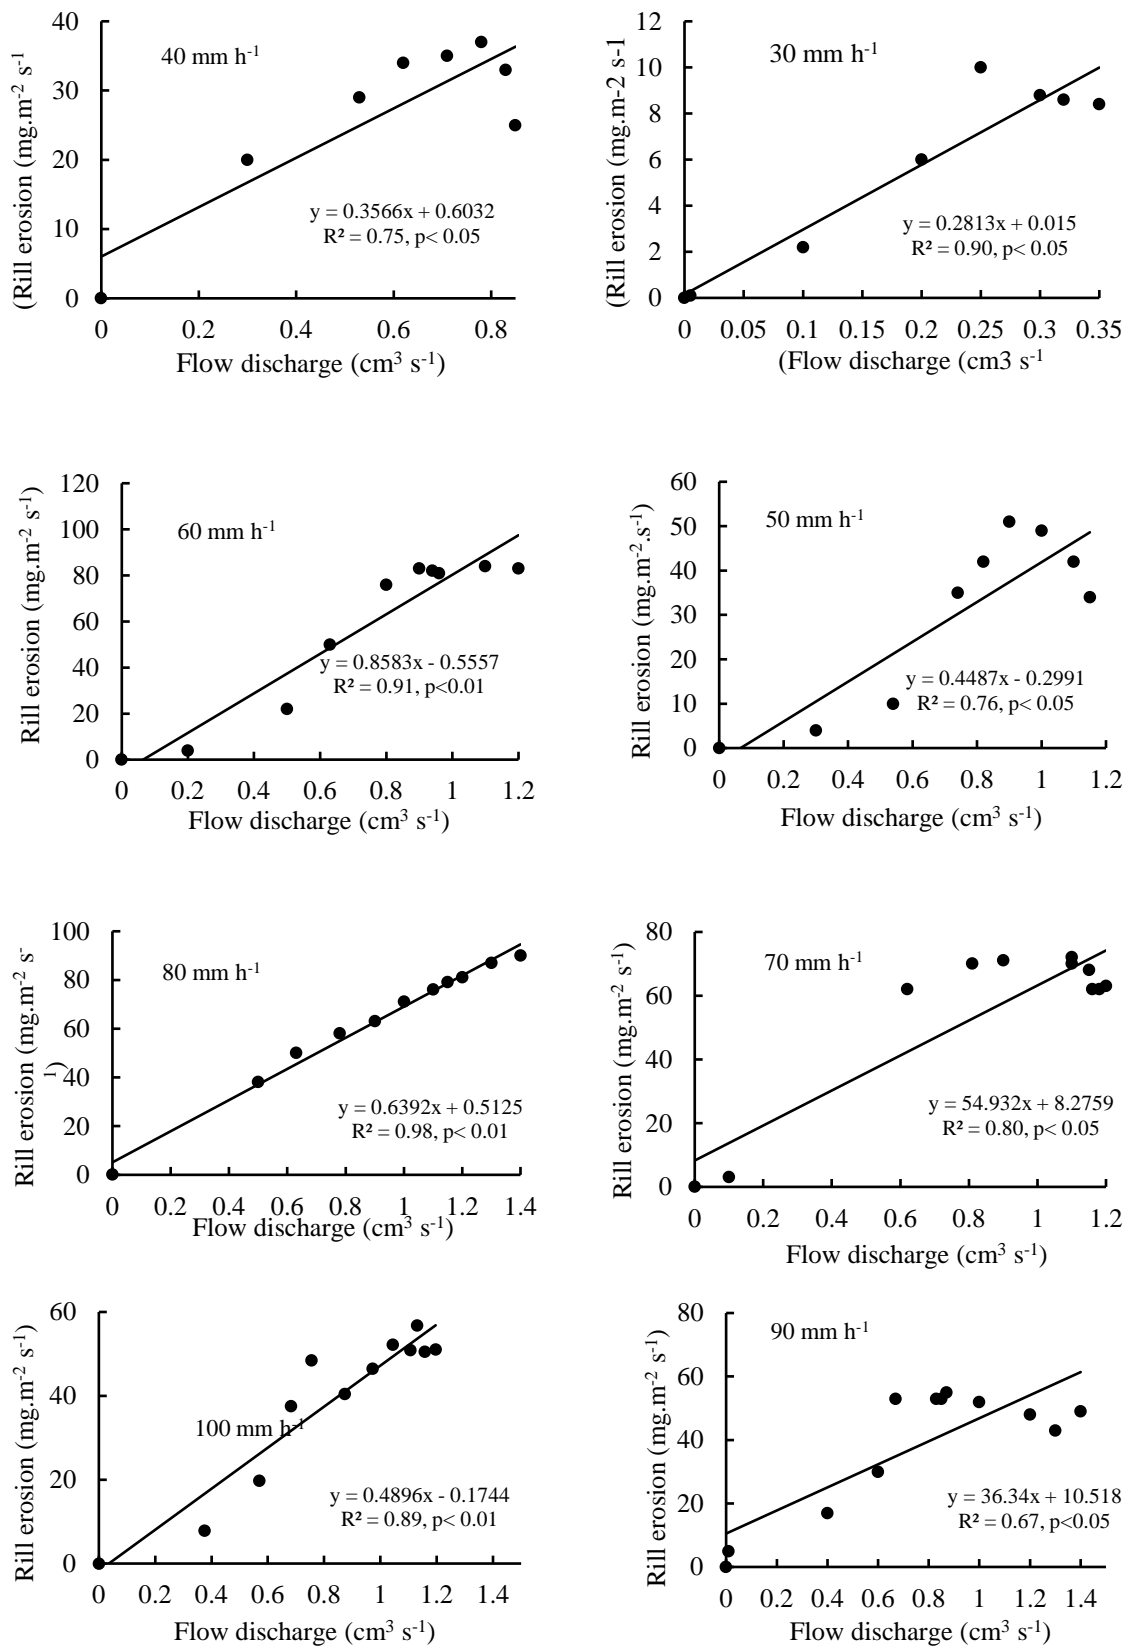 40 mm h⁻¹
(Rill erosion (mg.m⁻² s⁻¹
40
30
20
10
0
y = 0.3566x + 0.6032
R² = 0.75, p< 0.05
0 0.2 0.4 0.6 0.8
Flow discharge (cm³ s⁻¹)
30 mm h⁻¹
(Rill erosion (mg.m-2 s-1
12
10
8
6
4
2
0
y = 0.2813x + 0.015
R² = 0.90, p< 0.05
0 0.05 0.1 0.15 0.2 0.25 0.3 0.35
(Flow discharge (cm3 s⁻¹
60 mm h⁻¹
Rill erosion (mg.m⁻² s⁻¹)
120
100
80
60
40
20
0
y = 0.8583x - 0.5557
R² = 0.91, p<0.01
0 0.2 0.4 0.6 0.8 1 1.2
Flow discharge (cm³ s⁻¹)
50 mm h⁻¹
Rill erosion (mg.m⁻².s⁻¹)
60
50
40
30
20
10
0
y = 0.4487x - 0.2991
R² = 0.76, p< 0.05
0 0.2 0.4 0.6 0.8 1 1.2
Flow discharge (cm³ s⁻¹)
80 mm h⁻¹
Rill erosion (mg.m⁻² s⁻
¹)
100
80
60
40
20
0
y = 0.6392x + 0.5125
R² = 0.98, p< 0.01
0 0.2 0.4 0.6 0.8 1 1.2 1.4
Flow discharge (cm³ s⁻¹)
70 mm h⁻¹
Rill erosion (mg.m⁻² s⁻¹)
80
60
40
20
0
y = 54.932x + 8.2759
R² = 0.80, p< 0.05
0 0.2 0.4 0.6 0.8 1 1.2
Flow discharge (cm³ s⁻¹)
100 mm h⁻¹
Rill erosion (mg.m⁻² s⁻¹)
60
40
20
0
y = 0.4896x - 0.1744
R² = 0.89, p< 0.01
0 0.2 0.4 0.6 0.8 1 1.2 1.4
Flow discharge (cm³ s⁻¹)
90 mm h⁻¹
Rill erosion (mg.m⁻² s⁻¹)
80
60
40
20
0
y = 36.34x + 10.518
R² = 0.67, p<0.05
0 0.2 0.4 0.6 0.8 1 1.2 1.4
Flow discharge (cm³ s⁻¹)